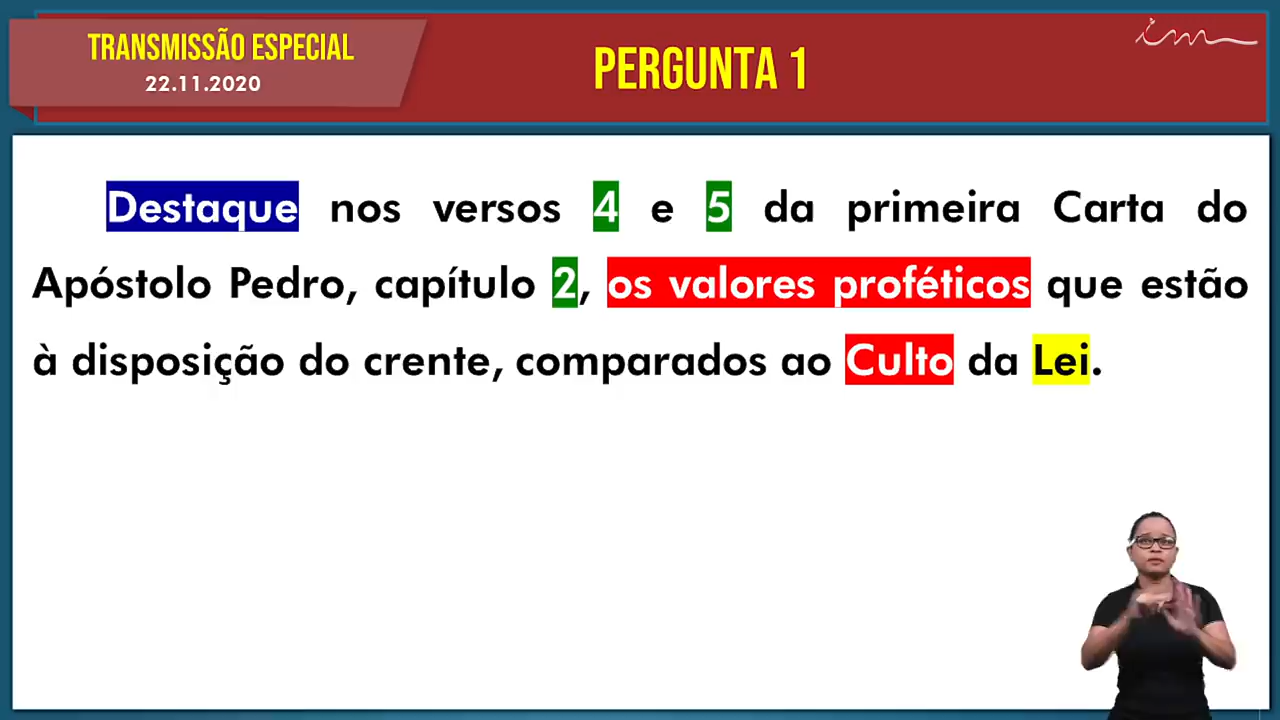 TRANSMISSÃO ESPECIAL
22.11.2020
PERGUNTA 1
im
Destaque nos versos 4 e 5 da primeira Carta do
Apóstolo Pedro, capítulo 2, os valores proféticos que estão
à disposição do crente, comparados ao Culto da Lei.